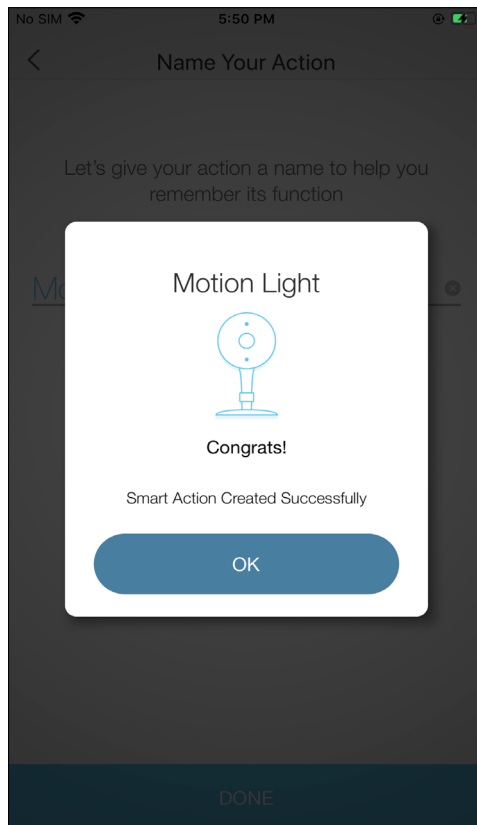 No SIM 5:50 PM
Name Your Action
Let's give your action a name to help you
remember its function
Motion Light
Congrats!
Smart Action Created Successfully
OK
DONE